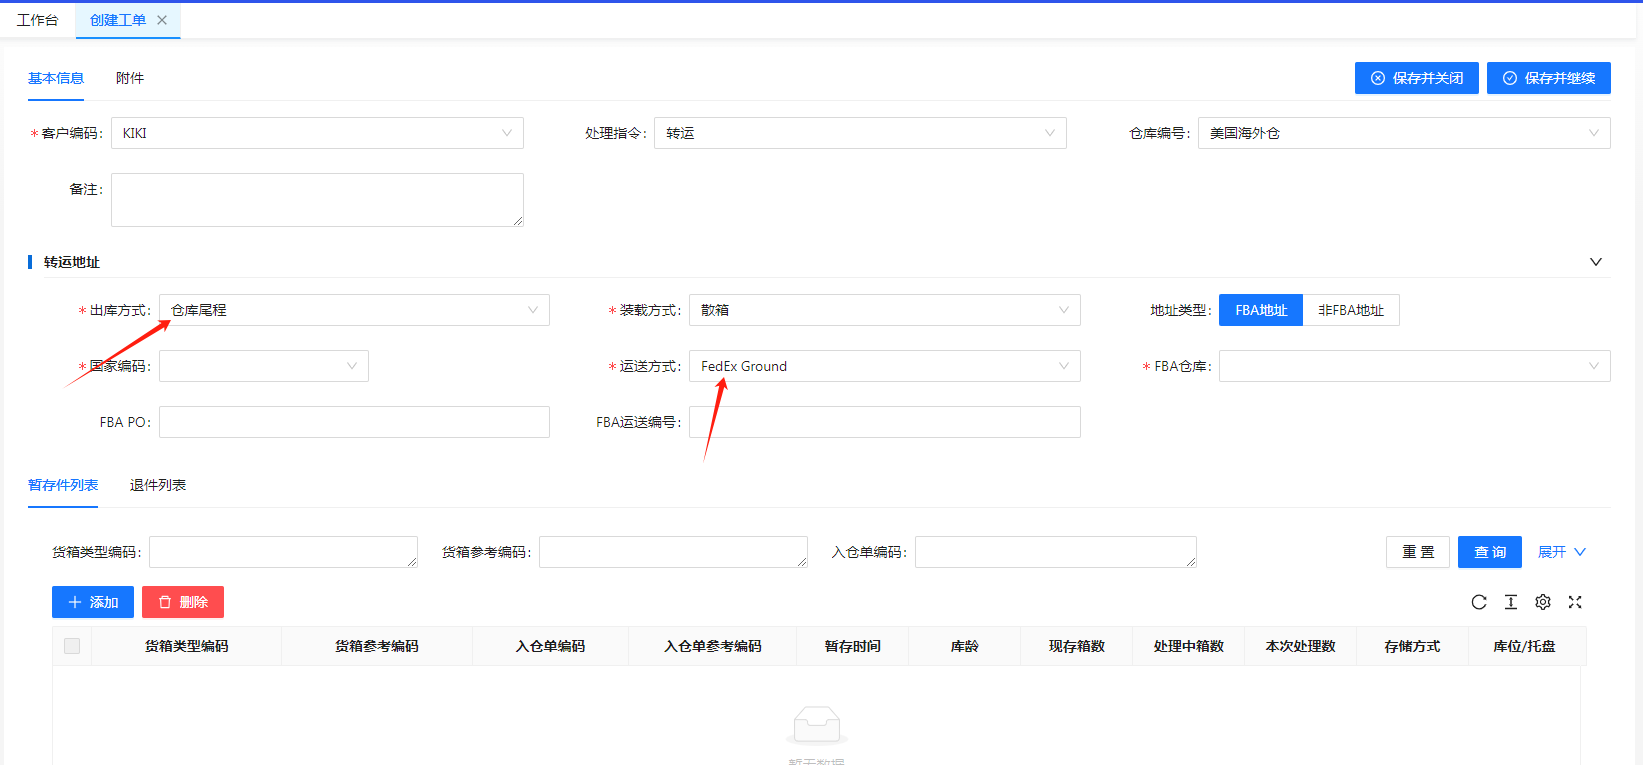 工作台 创建工单
基本信息 附件 保存并关闭 保存并继续
* 客户编码: KIKI 处理指令: 转运 仓库编号: 美国海外仓
备注:
转运地址
* 出库方式: 仓库尾程 * 装载方式: 散箱 地址类型: FBA地址 非FBA地址
* 国家编码: * 运送方式: FedEx Ground * FBA仓库:
FBA PO: FBA运送编号:
暂存件列表 退件列表
货箱类型编码: 货箱参考编码: 入仓单编码: 重 置 查 询 展开
添加 删除
货箱类型编码 货箱参考编码 入仓单编码 入仓单参考编码 暂存时间 库龄 现存箱数 处理中箱数 本次处理数 存储方式 库位/托盘
暂无数据